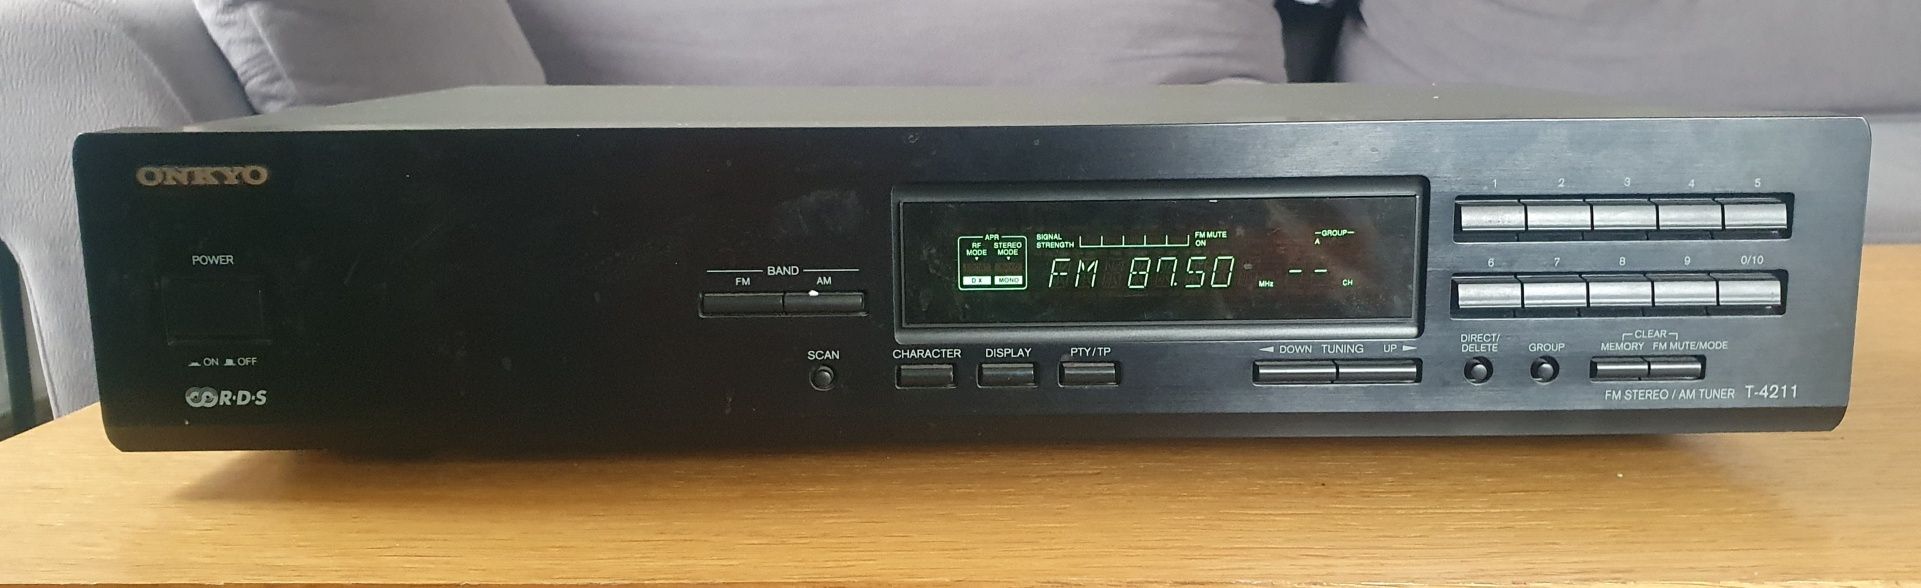 ONKYO
POWER
ON OFF
R·D·S
BAND
FM AM
SCAN
CHARACTER DISPLAY PTY/TP
APR
RF MODE STEREO MODE
DX MONO
SIGNAL STRENGTH
FM MUTE ON
GROUP
A
FM 87.50 MHz -- CH
DOWN TUNING UP
1 2 3 4 5
6 7 8 9 0/10
DIRECT/
DELETE
GROUP
CLEAR
MEMORY FM MUTE/MODE
FM STEREO / AM TUNER T-4211